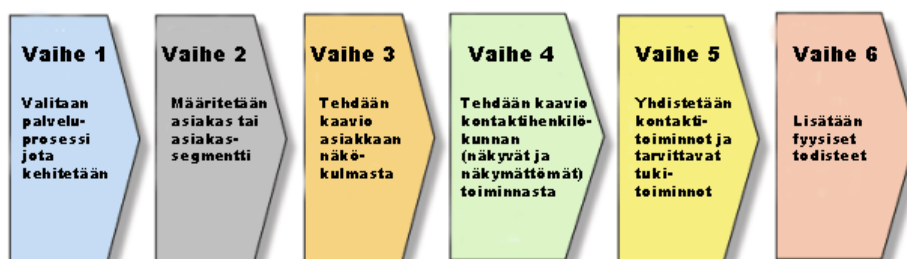 Vaihe 1
Valitaan
palvelu-
prosessi
jota
kehitetään
Vaihe 2
Määritetään
asiakas tai
asiakas-
segmentti
Vaihe 3
Tehdään
kaavio
asiakkaan
näkö-
kulmasta
Vaihe 4
Tehdään kaavio
kontaktihenkilö-
kunnan
(näkyvät ja
näkymättömät)
toiminnasta
Vaihe 5
Yhdistetään
kontakti-
toiminnot ja
tarvittavat
tuki-
toiminnot
Vaihe 6
Lisätään
fyysiset
todisteet